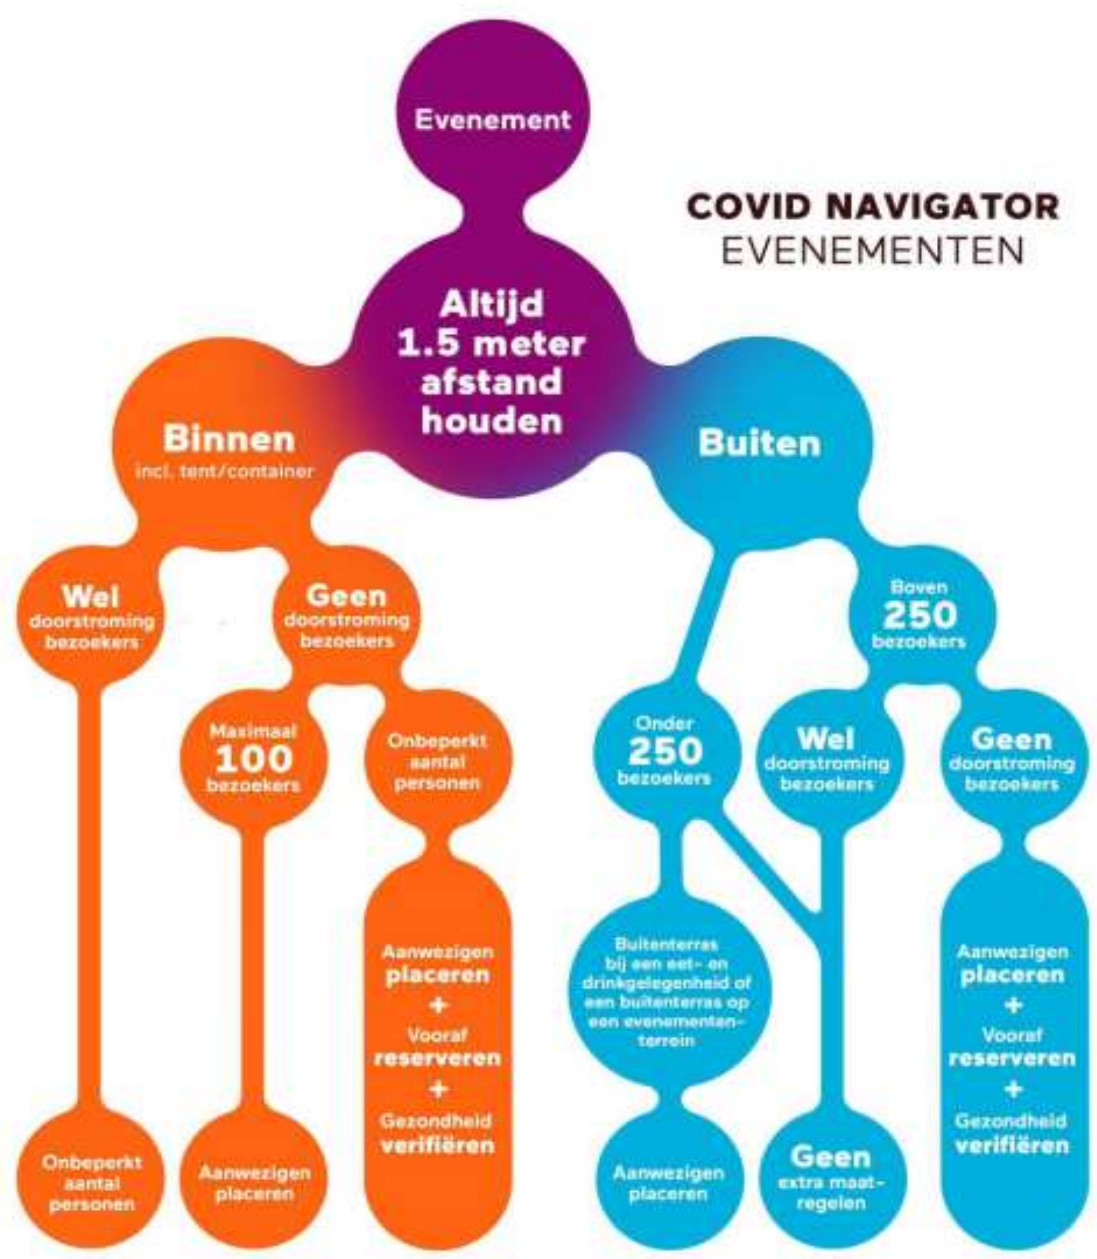 Evenement
COVID NAVIGATOR
EVENEMENTEN
Altijd
1.5 meter
afstand
houden
Binnen
incl. tent/container
Buiten
Wel
doorstroming
bezoekers
Geen
doorstroming
bezoekers
Boven
250
bezoekers
Maximaal
100
bezoekers
Onbeperkt
aantal
personen
Onder
250
bezoekers
Wel
doorstroming
bezoekers
Geen
doorstroming
bezoekers
Aanwezigen
placeren
+
Vooraf
reserveren
+
Gezondheid
verifiëren
Buitenterras
bij een eet- en
drinkgelegenheid of
een buitenterras op
een evenementen-
terrein
Aanwezigen
placeren
+
Vooraf
reserveren
+
Gezondheid
verifiëren
Onbeperkt
aantal
personen
Aanwezigen
placeren
Aanwezigen
placeren
Geen
extra maat-
regelen